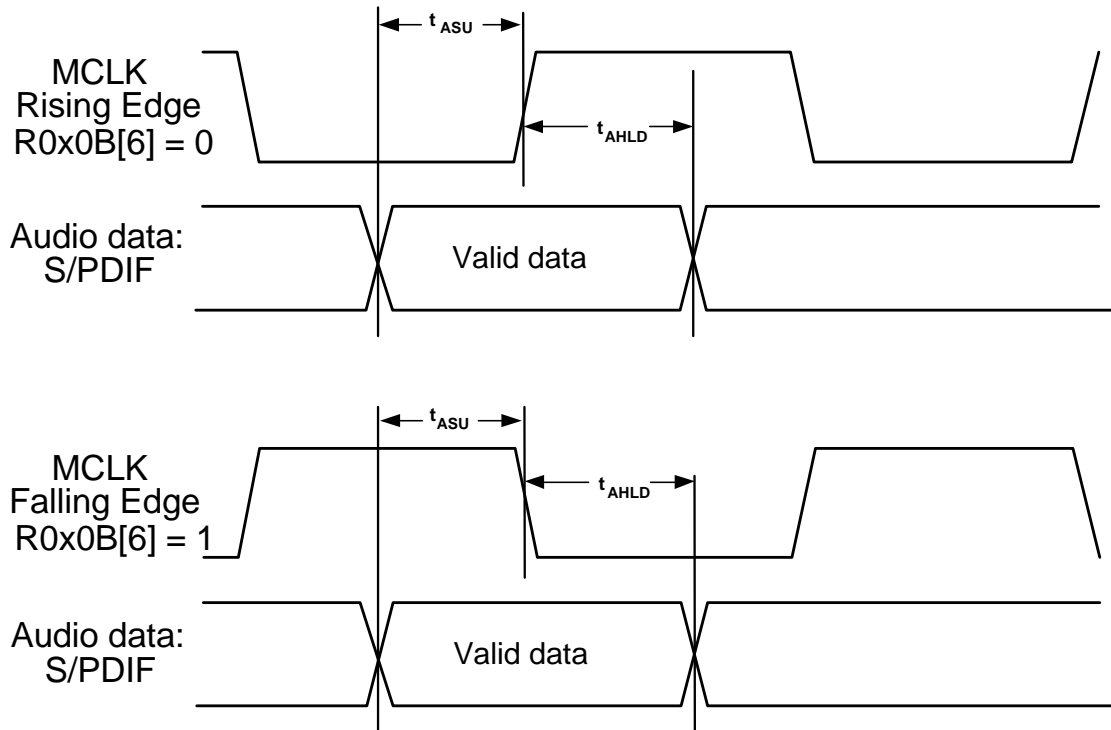 t ASU
MCLK
Rising Edge
R0x0B[6] = 0
t AHLD
Audio data:
S/PDIF
Valid data
t ASU
MCLK
Falling Edge
R0x0B[6] = 1
t AHLD
Audio data:
S/PDIF
Valid data